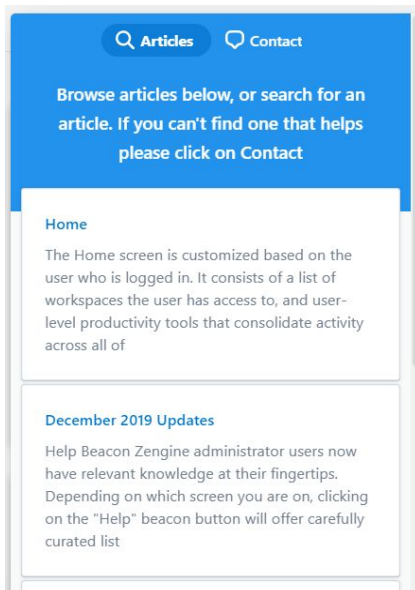 Articles Contact
Browse articles below, or search for an
article. If you can't find one that helps
please click on Contact
Home
The Home screen is customized based on the
user who is logged in. It consists of a list of
workspaces the user has access to, and user-
level productivity tools that consolidate activity
across all of
December 2019 Updates
Help Beacon Zengine administrator users now
have relevant knowledge at their fingertips.
Depending on which screen you are on, clicking
on the "Help" beacon button will offer carefully
curated list